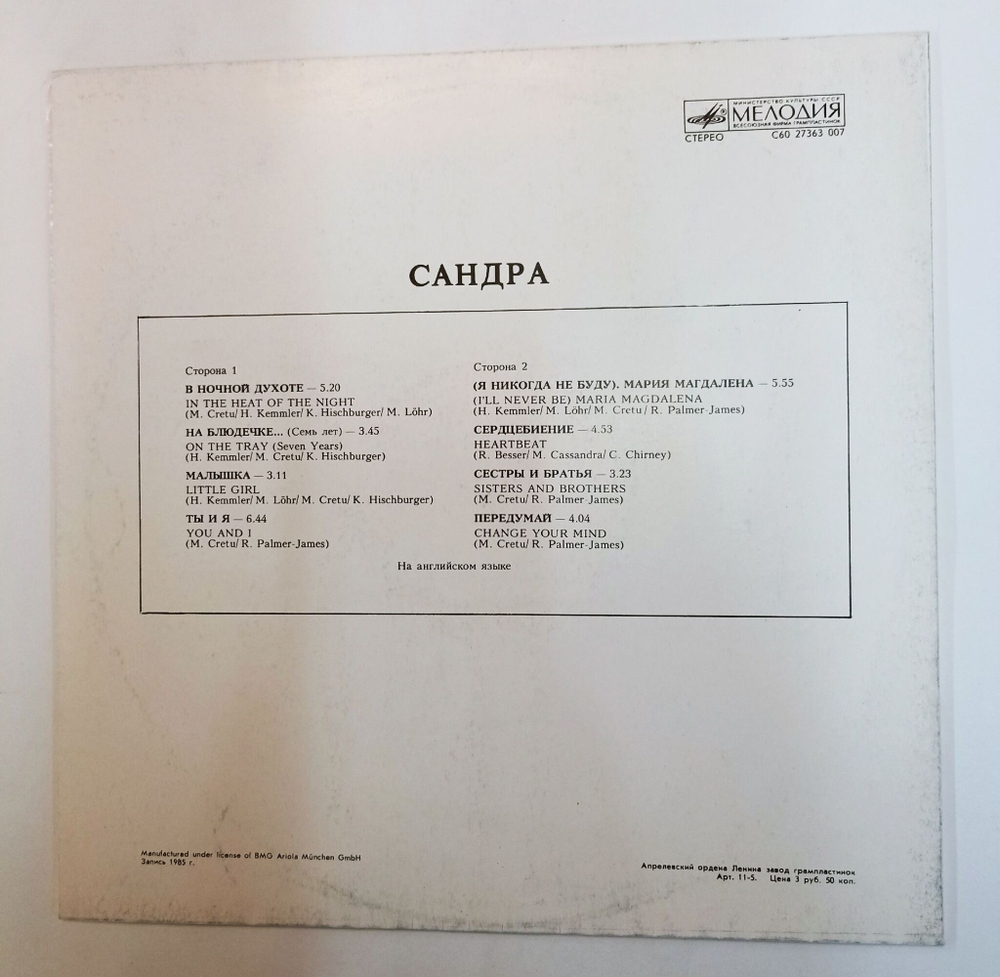 МИНИСТЕРСТВО КУЛЬТУРЫ СССР
МЕЛОДИЯ
ВСЕСОЮЗНАЯ ФИРМА ГРАМПЛАСТИНОК
СТЕРЕО С60 27363 007
САНДРА
Сторона 1
В НОЧНОЙ ДУХОТЕ — 5.20
IN THE HEAT OF THE NIGHT
(M. Cretu/ H. Kemmler/ K. Hischburger/ M. Löhr)
НА БЛЮДЕЧКЕ... (Семь лет) — 3.45
ON THE TRAY (Seven Years)
(H. Kemmler/ M. Cretu/ K. Hischburger)
МАЛЫШКА — 3.11
LITTLE GIRL
(H. Kemmler/ M. Löhr/ M. Cretu/ K. Hischburger)
ТЫ И Я — 6.44
YOU AND I
(M. Cretu/ R. Palmer-James)
Сторона 2
(Я НИКОГДА НЕ БУДУ). МАРИЯ МАГДАЛЕНА — 5.55
(I'LL NEVER BE) MARIA MAGDALENA
(H. Kemmler/ M. Löhr/ M. Cretu/ R. Palmer-James)
СЕРДЦЕБИЕНИЕ — 4.53
HEARTBEAT
(R. Besser/ M. Cassandra/ C. Chirney)
СЕСТРЫ И БРАТЬЯ — 3.23
SISTERS AND BROTHERS
(M. Cretu/ R. Palmer-James)
ПЕРЕДУМАЙ — 4.04
CHANGE YOUR MIND
(M. Cretu/ R. Palmer-James)
На английском языке
Manufactured under license of BMG Ariola München GmbH
Запись 1985 г.
Апрелевский ордена Ленина завод грампластинок
Арт. 11-5. Цена 3 руб. 50 коп.